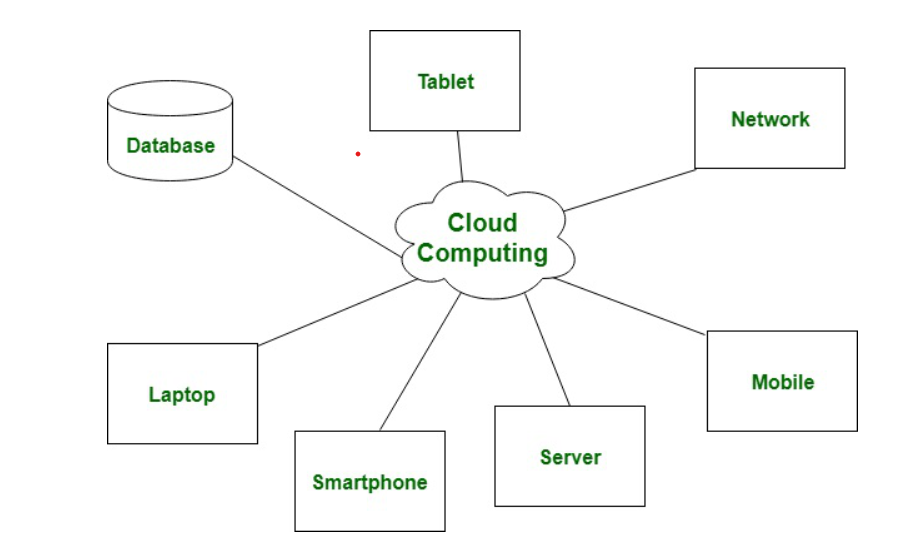 Tablet
Network
Database
Cloud
Computing
Laptop
Mobile
Smartphone
Server